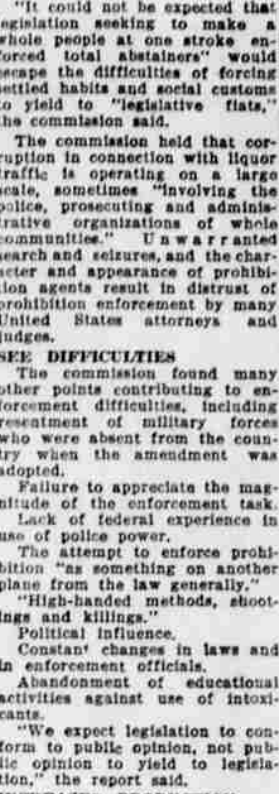 "It could not be expected that
legislation seeking to make a
whole people at one stroke en-
forced total abstainers" would
escape the difficulties of forcing
settled habits and social customs
to yield to "legislative fiats,"
the commission said.
The commission held that cor-
ruption in connection with liquor
traffic is operating on a large
scale, sometimes "involving the
police, prosecuting and adminis-
trative organizations of whole
communities." Unwarranted
search and seizures, and the char-
acter and appearance of prohibi-
tion agents result in distrust of
prohibition enforcement by many
United States attorneys and
judges.
SEE DIFFICULTIES
The commission found many
other points contributing to en-
forcement difficulties, including
resentment of military forces
who were absent from the coun-
try when the amendment was
adopted.
Failure to appreciate the mag-
nitude of the enforcement task.
Lack of federal experience in
use of police power.
The attempt to enforce prohi-
bition "as something on another
plane from the law generally."
"High-handed methods, shoot-
ings and killings."
Political influence.
Constant changes in laws and
in enforcement officials.
Abandonment of educational
activities against use of intoxi-
cants.
"We expect legislation to con-
form to public opinion, not pub-
lic opinion to yield to legisla-
tion," the report said.